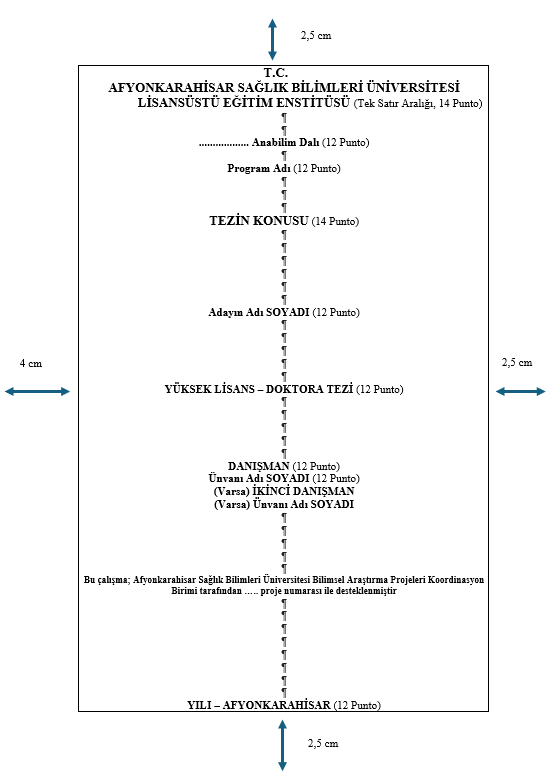 2,5 cm
T.C.
AFYONKARAHİSAR SAĞLIK BİLİMLERİ ÜNİVERSİTESİ
LİSANSÜSTÜ EĞİTİM ENSTİTÜSÜ (Tek Satır Aralığı, 14 Punto)
¶
¶
.................. Anabilim Dalı (12 Punto)
¶
Program Adı (12 Punto)
¶
¶
¶
TEZİN KONUSU (14 Punto)
¶
¶
¶
¶
¶
¶
Adayın Adı SOYADI (12 Punto)
¶
¶
¶
¶
¶
4 cm
2,5 cm
YÜKSEK LİSANS – DOKTORA TEZİ (12 Punto)
¶
¶
¶
¶
¶
DANIŞMAN (12 Punto)
Ünvanı Adı SOYADI (12 Punto)
(Varsa) İKİNCİ DANIŞMAN
(Varsa) Ünvanı Adı SOYADI
¶
¶
¶
¶
¶
Bu çalışma; Afyonkarahisar Sağlık Bilimleri Üniversitesi Bilimsel Araştırma Projeleri Koordinasyon
Birimi tarafından ….. proje numarası ile desteklenmiştir
¶
¶
¶
¶
¶
¶
¶
¶
YILI – AFYONKARAHİSAR (12 Punto)
2,5 cm